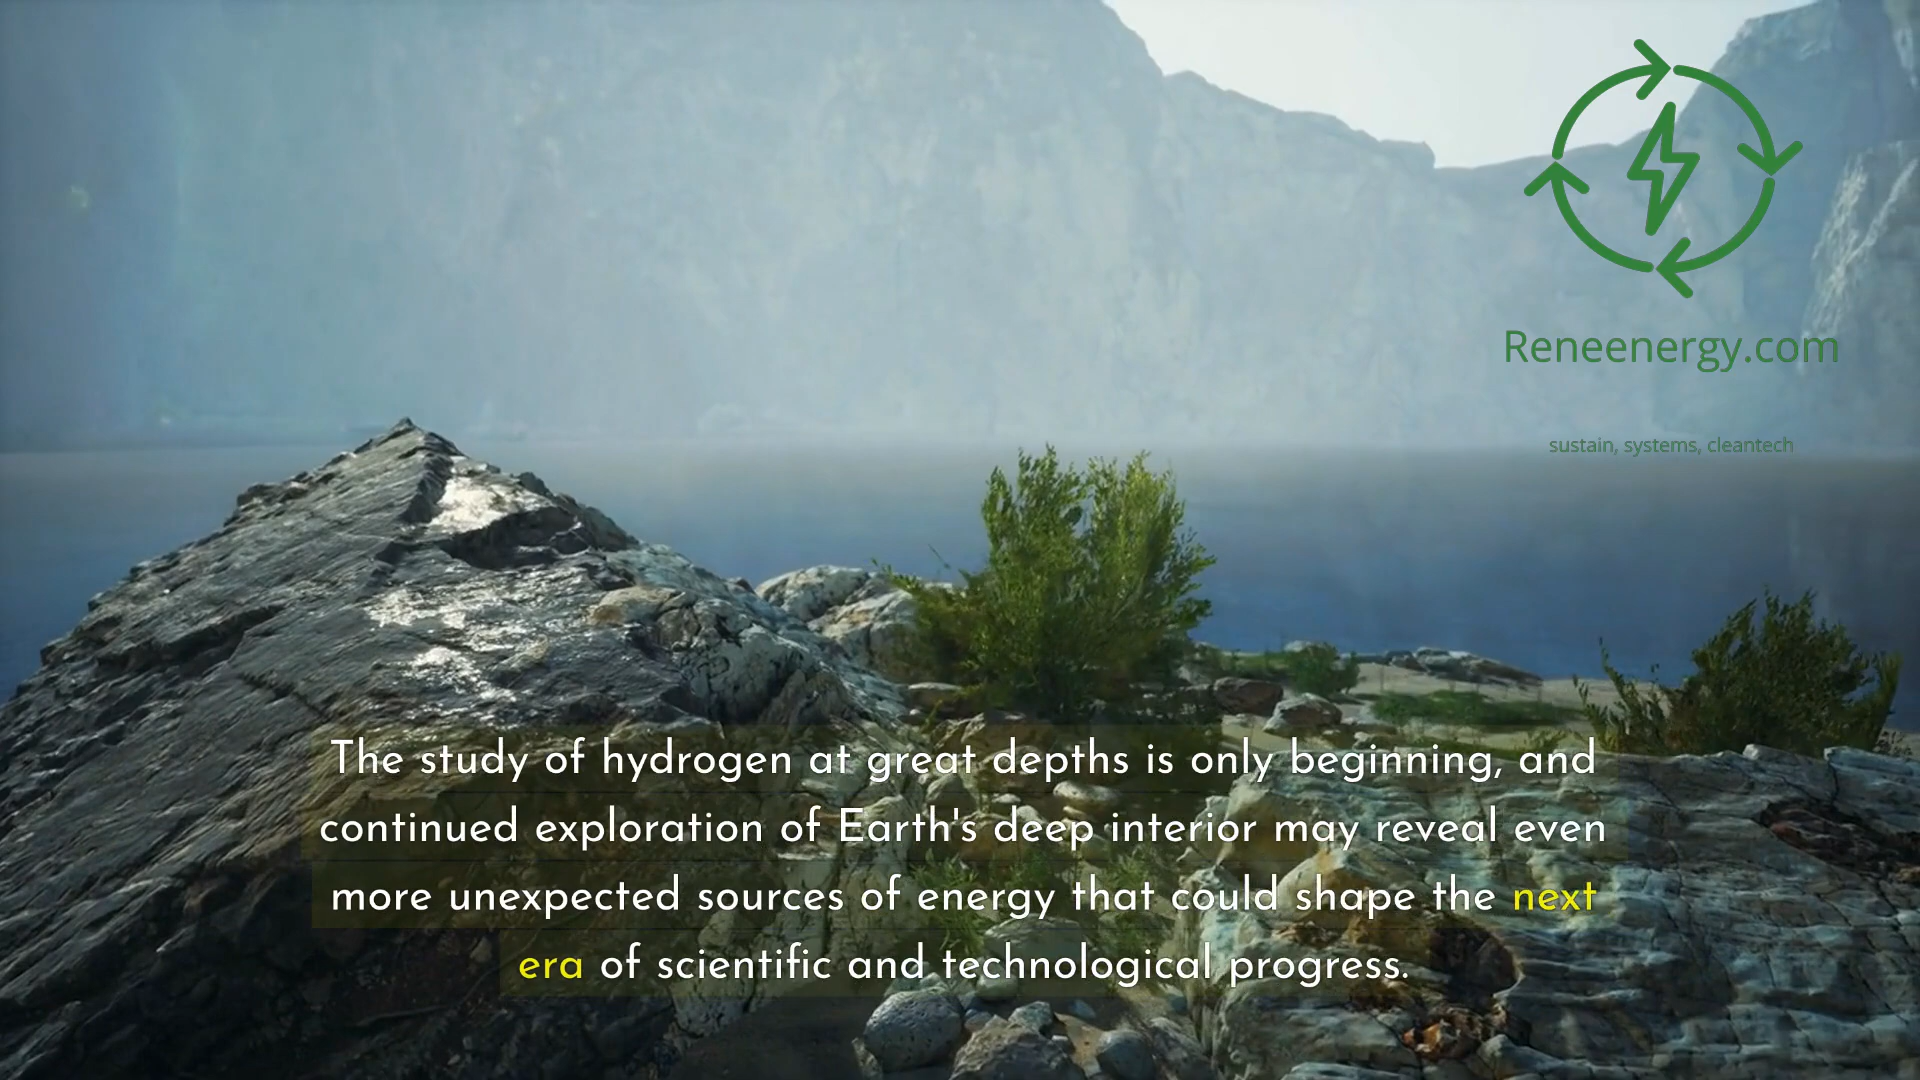 Reneenergy.com
sustain, systems, cleantech
The study of hydrogen at great depths is only beginning, and
continued exploration of Earth's deep interior may reveal even
more unexpected sources of energy that could shape the next
era of scientific and technological progress.